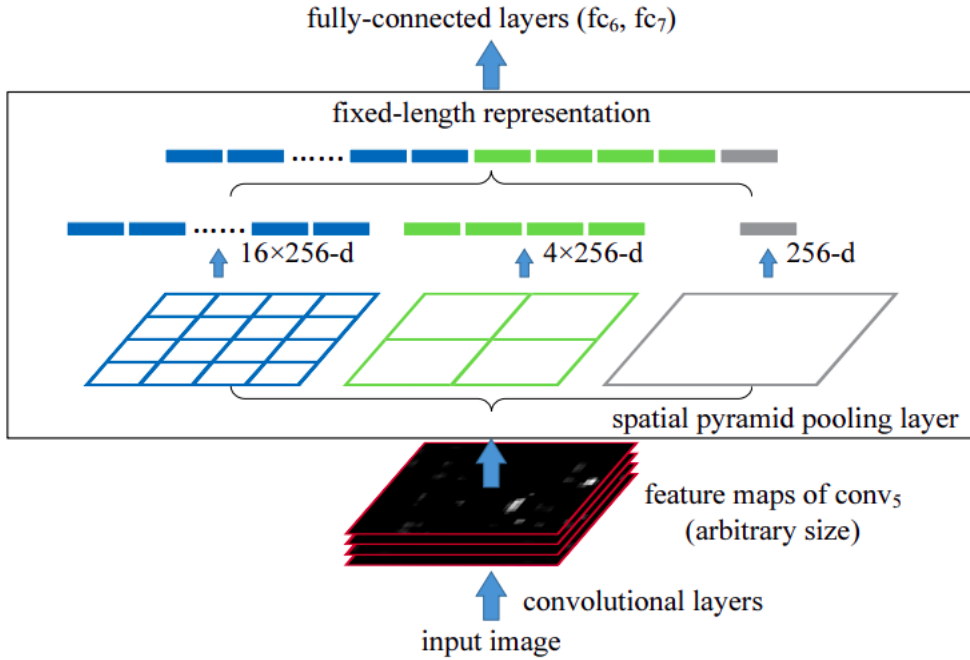 fully-connected layers (fc₆, fc₇)
fixed-length representation
......
......
16×256-d
4×256-d
256-d
spatial pyramid pooling layer
feature maps of conv₅
(arbitrary size)
convolutional layers
input image